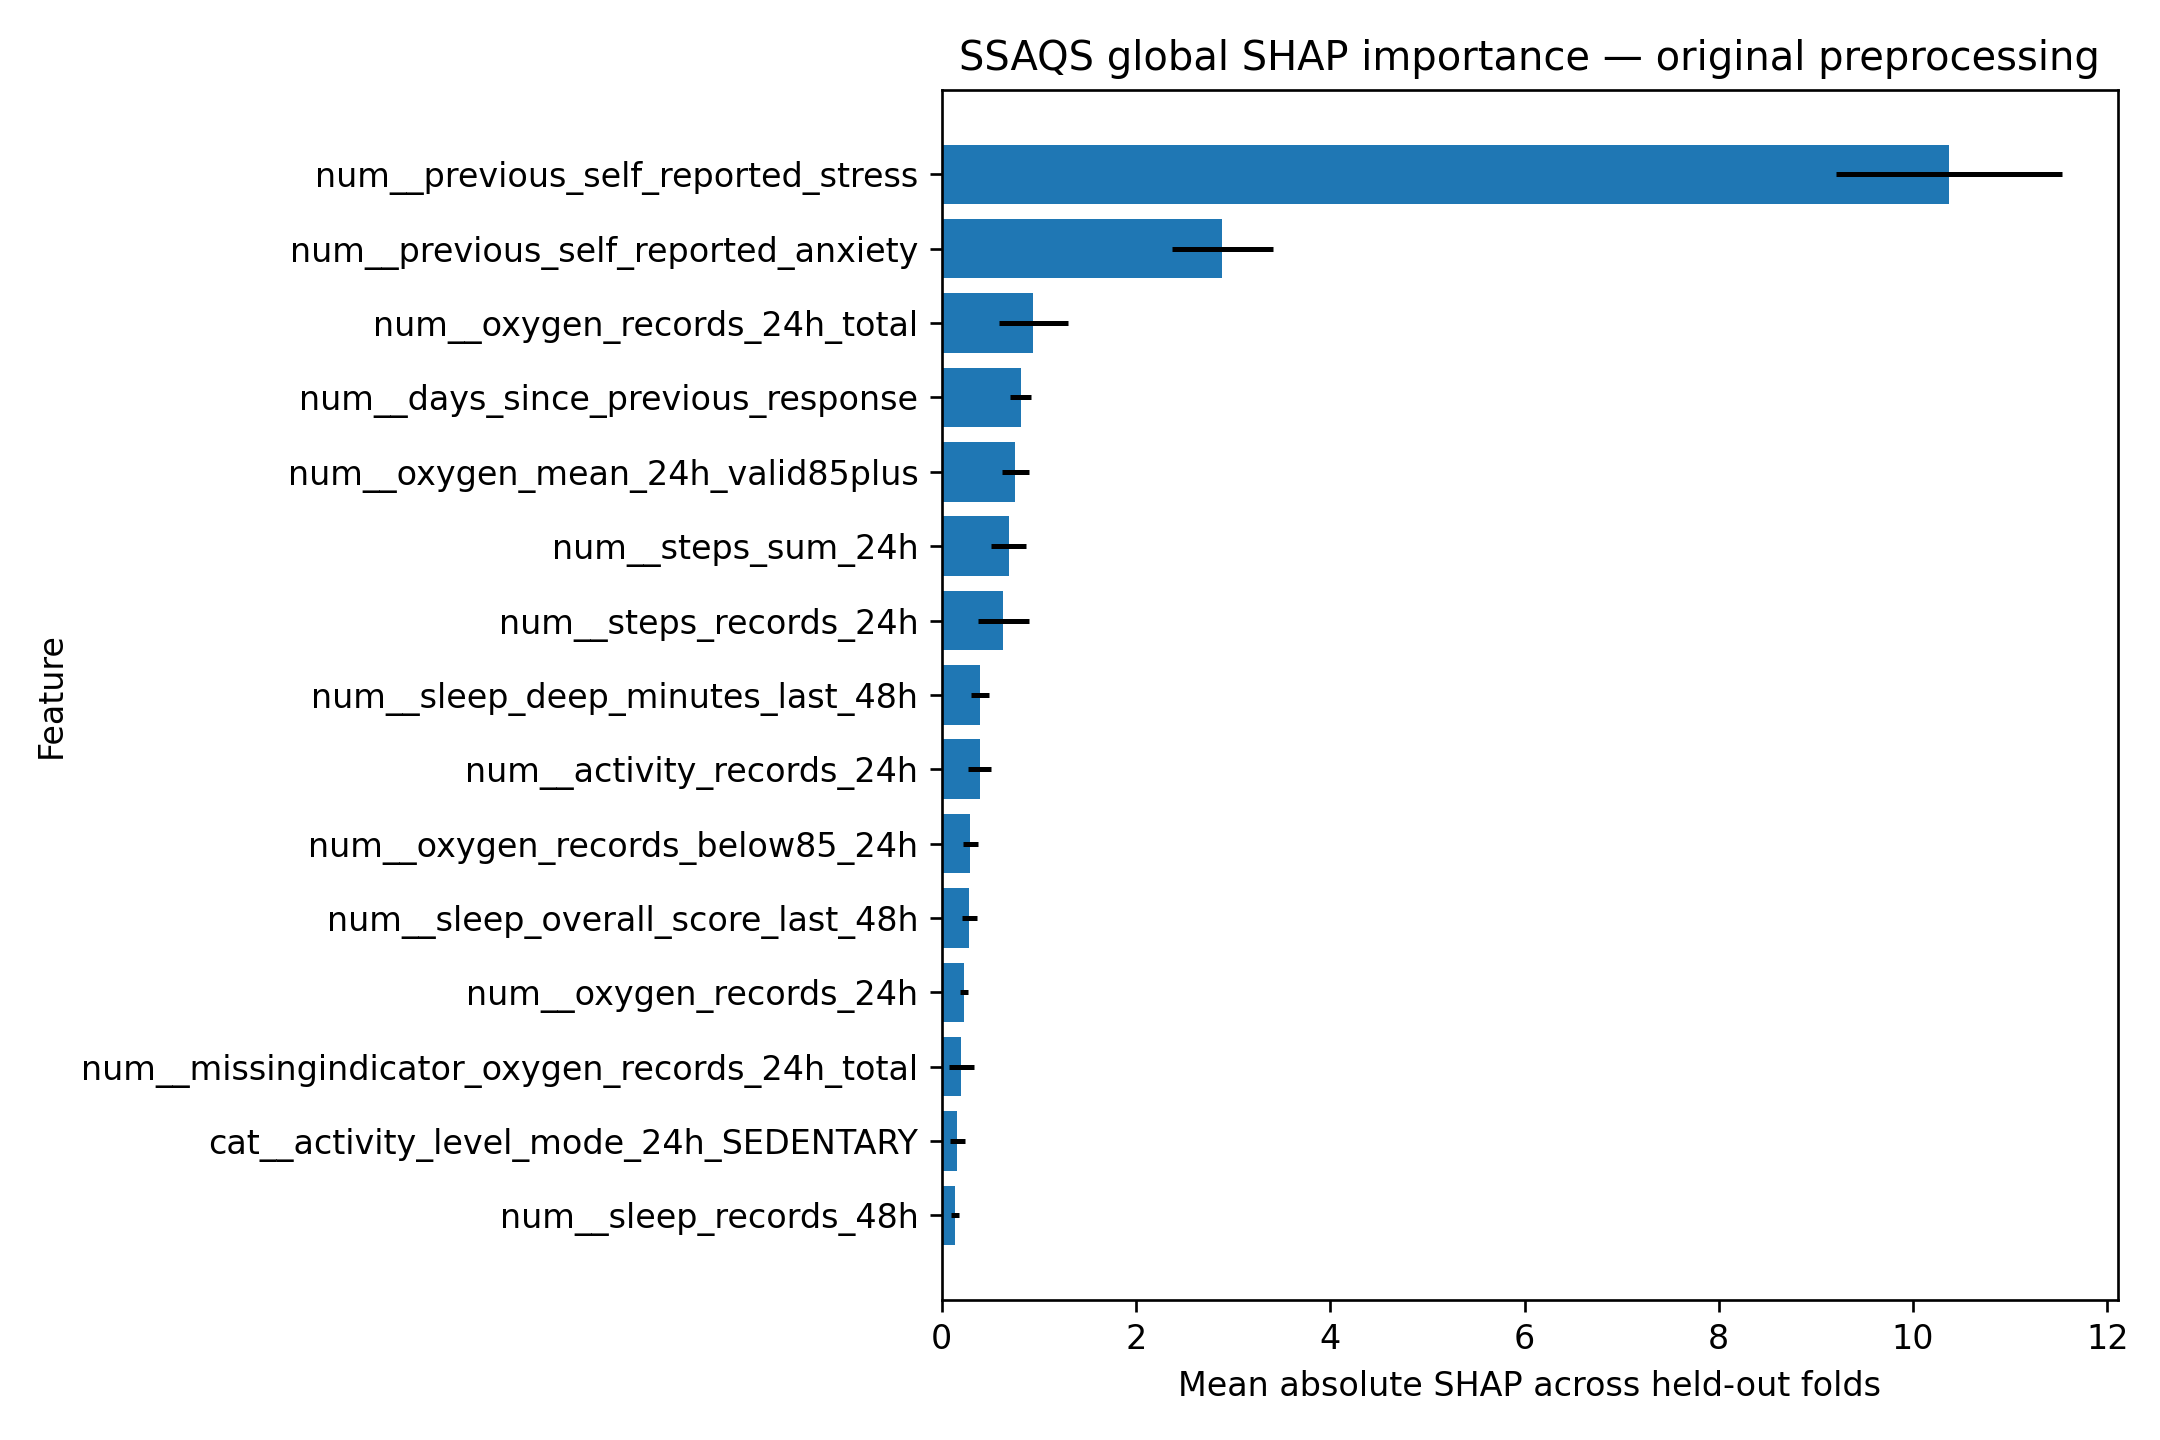 SSAQS global SHAP importance — original preprocessing
num__previous_self_reported_stress
num__previous_self_reported_anxiety
num__oxygen_records_24h_total
num__days_since_previous_response
num__oxygen_mean_24h_valid85plus
num__steps_sum_24h
num__steps_records_24h
num__sleep_deep_minutes_last_48h
num__activity_records_24h
num__oxygen_records_below85_24h
num__sleep_overall_score_last_48h
num__oxygen_records_24h
num__missingindicator_oxygen_records_24h_total
cat__activity_level_mode_24h_SEDENTARY
num__sleep_records_48h
Feature
0 2 4 6 8 10 12
Mean absolute SHAP across held-out folds